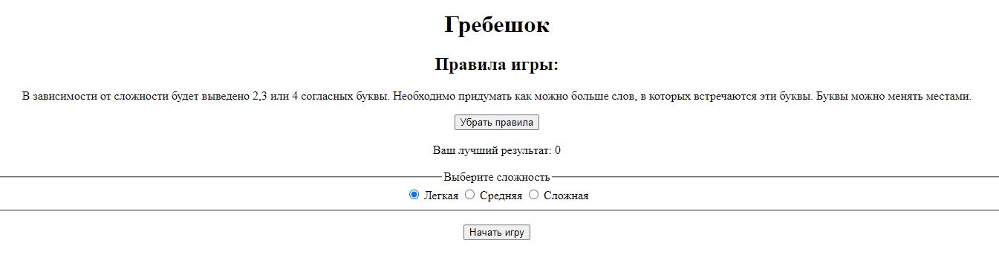 Гребешок
Правила игры:
В зависимости от сложности будет выведено 2,3 или 4 согласных буквы. Необходимо придумать как можно больше слов, в которых встречаются эти буквы. Буквы можно менять местами.
Убрать правила
Ваш лучший результат: 0
Выберите сложность
Легкая Средняя Сложная
Начать игру